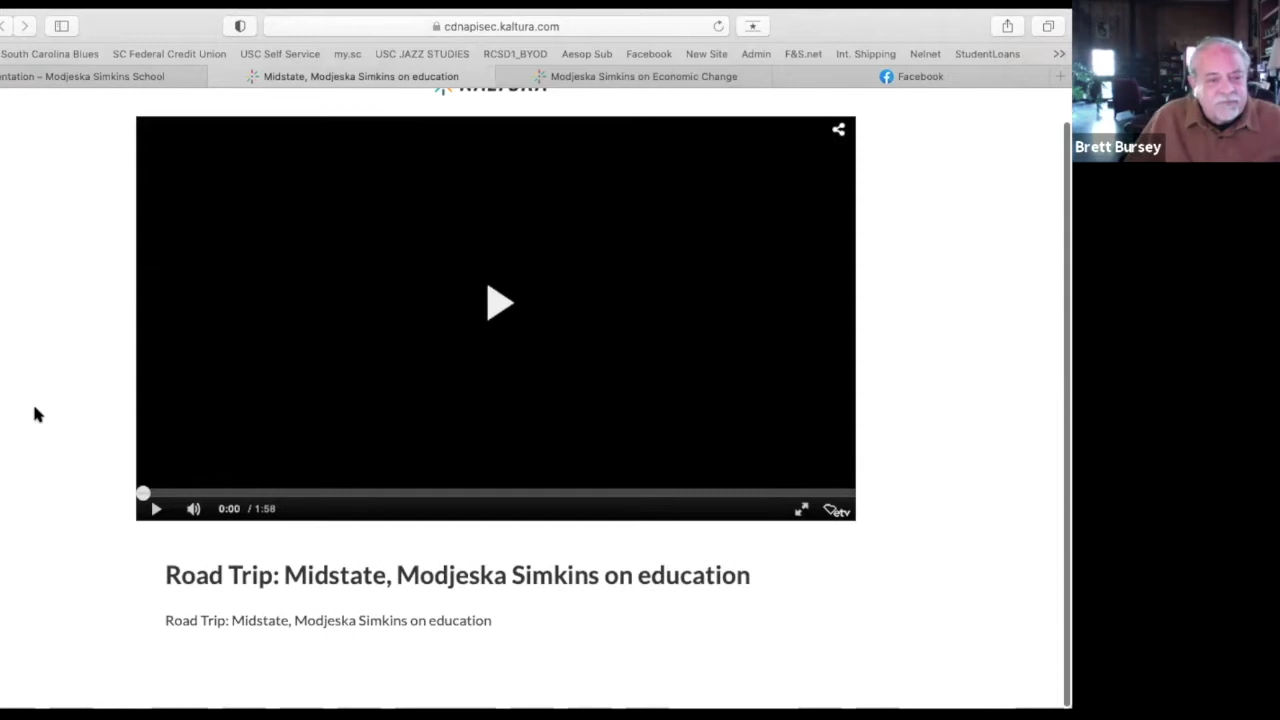 cdnapisec.kaltura.com
South Carolina Blues SC Federal Credit Union USC Self Service my.sc USC JAZZ STUDIES RCSD1_BYOD Aesop Sub Facebook New Site Admin F&S.net Int. Shipping Nelnet StudentLoans >>
entation – Modjeska Simkins School Midstate, Modjeska Simkins on education Modjeska Simkins on Economic Change Facebook
KALTURA
Brett Bursey
0:00 / 1:58
etv
Road Trip: Midstate, Modjeska Simkins on education
Road Trip: Midstate, Modjeska Simkins on education